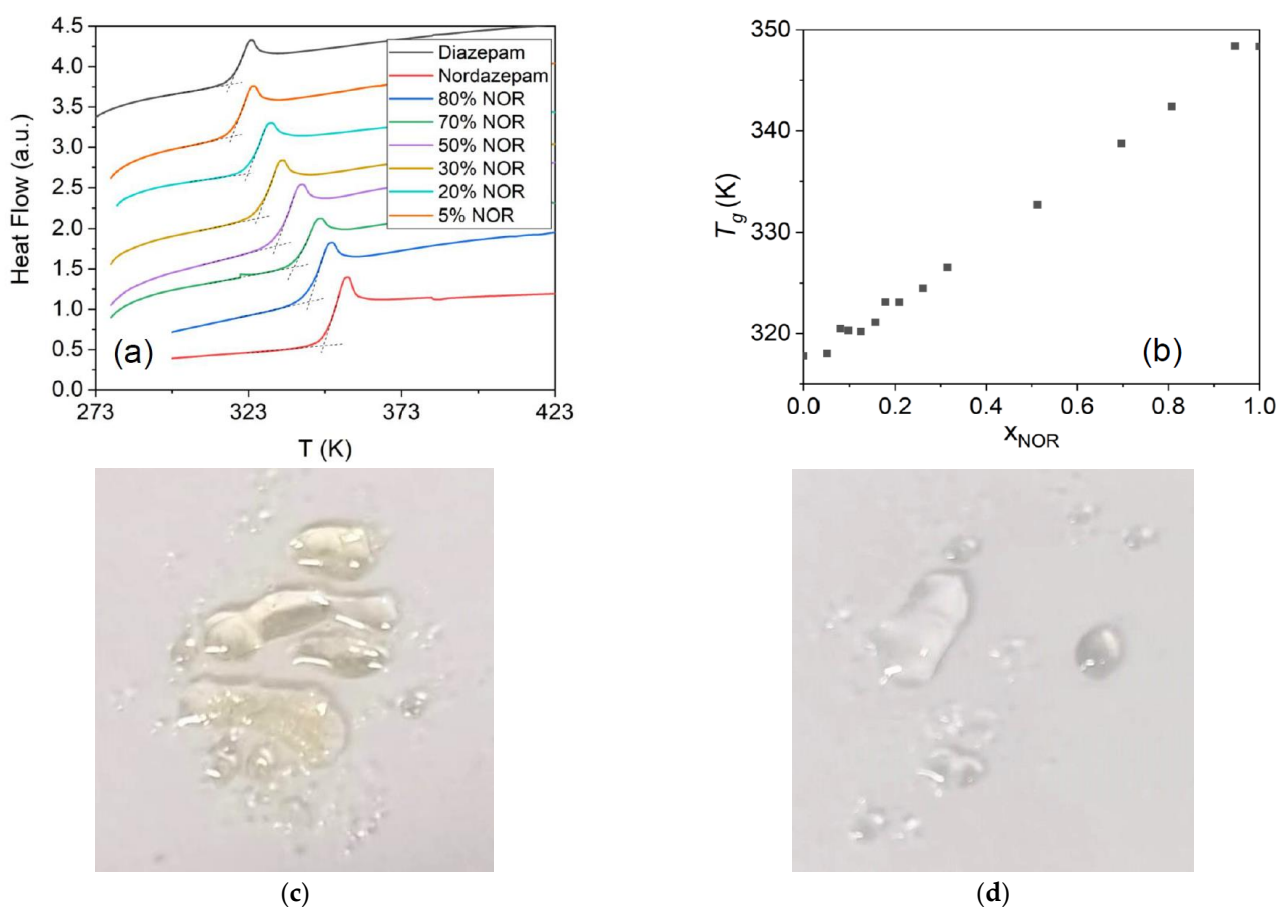 4.5
4.0
3.5
3.0
2.5
2.0
1.5
1.0
0.5
0.0
Heat Flow (a.u.)
273
323
373
423
T (K)
Diazepam
Nordazepam
80% NOR
70% NOR
50% NOR
30% NOR
20% NOR
5% NOR
(a)
350
340
330
320
T_g (K)
0.0
0.2
0.4
0.6
0.8
1.0
x_NOR
(b)
(c)
(d)